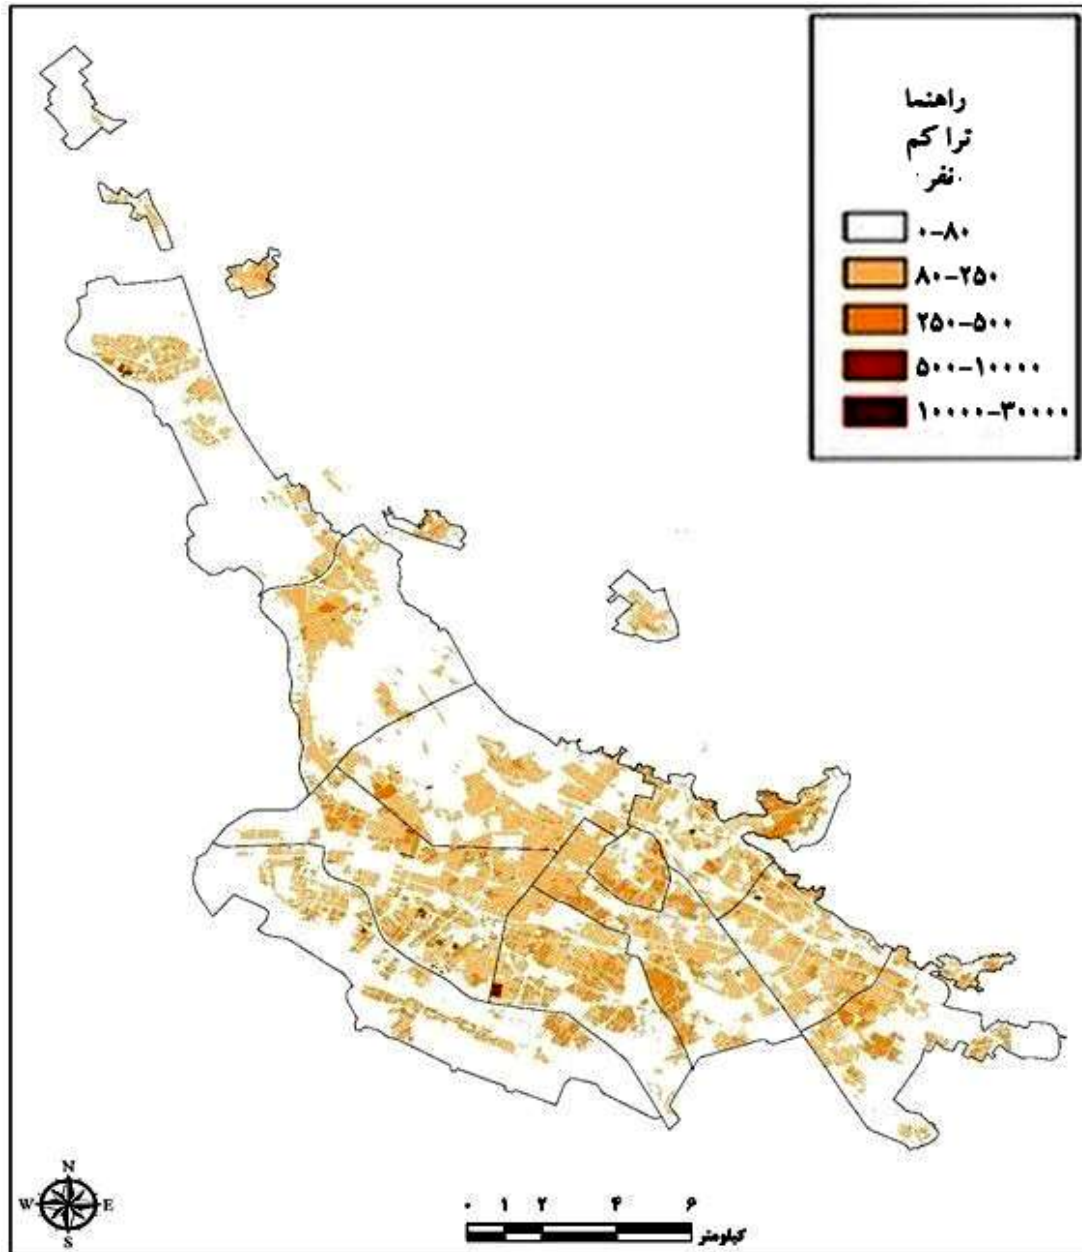 راهنما
تراکم
نفر
۰-۸۰
۸۰-۲۵۰
۲۵۰-۵۰۰
۵۰۰-۱۰۰۰۰
۱۰۰۰۰-۳۰۰۰۰
N
W E
S
۰ ۱ ۲ ۴ ۶
کیلومتر